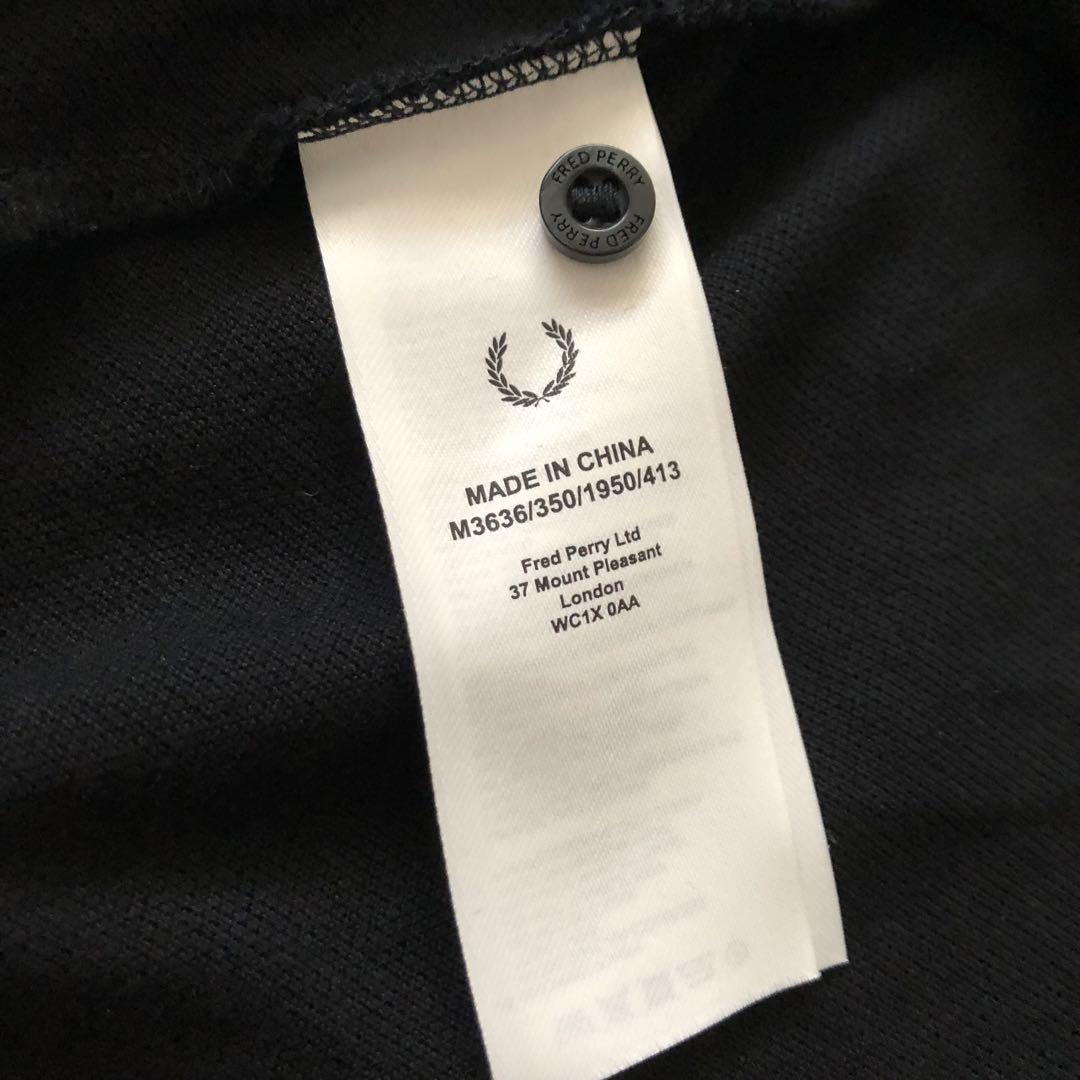 FRED PERRY
FRED PERRY
MADE IN CHINA
M3636/350/1950/413
Fred Perry Ltd
37 Mount Pleasant
London
WC1X 0AA